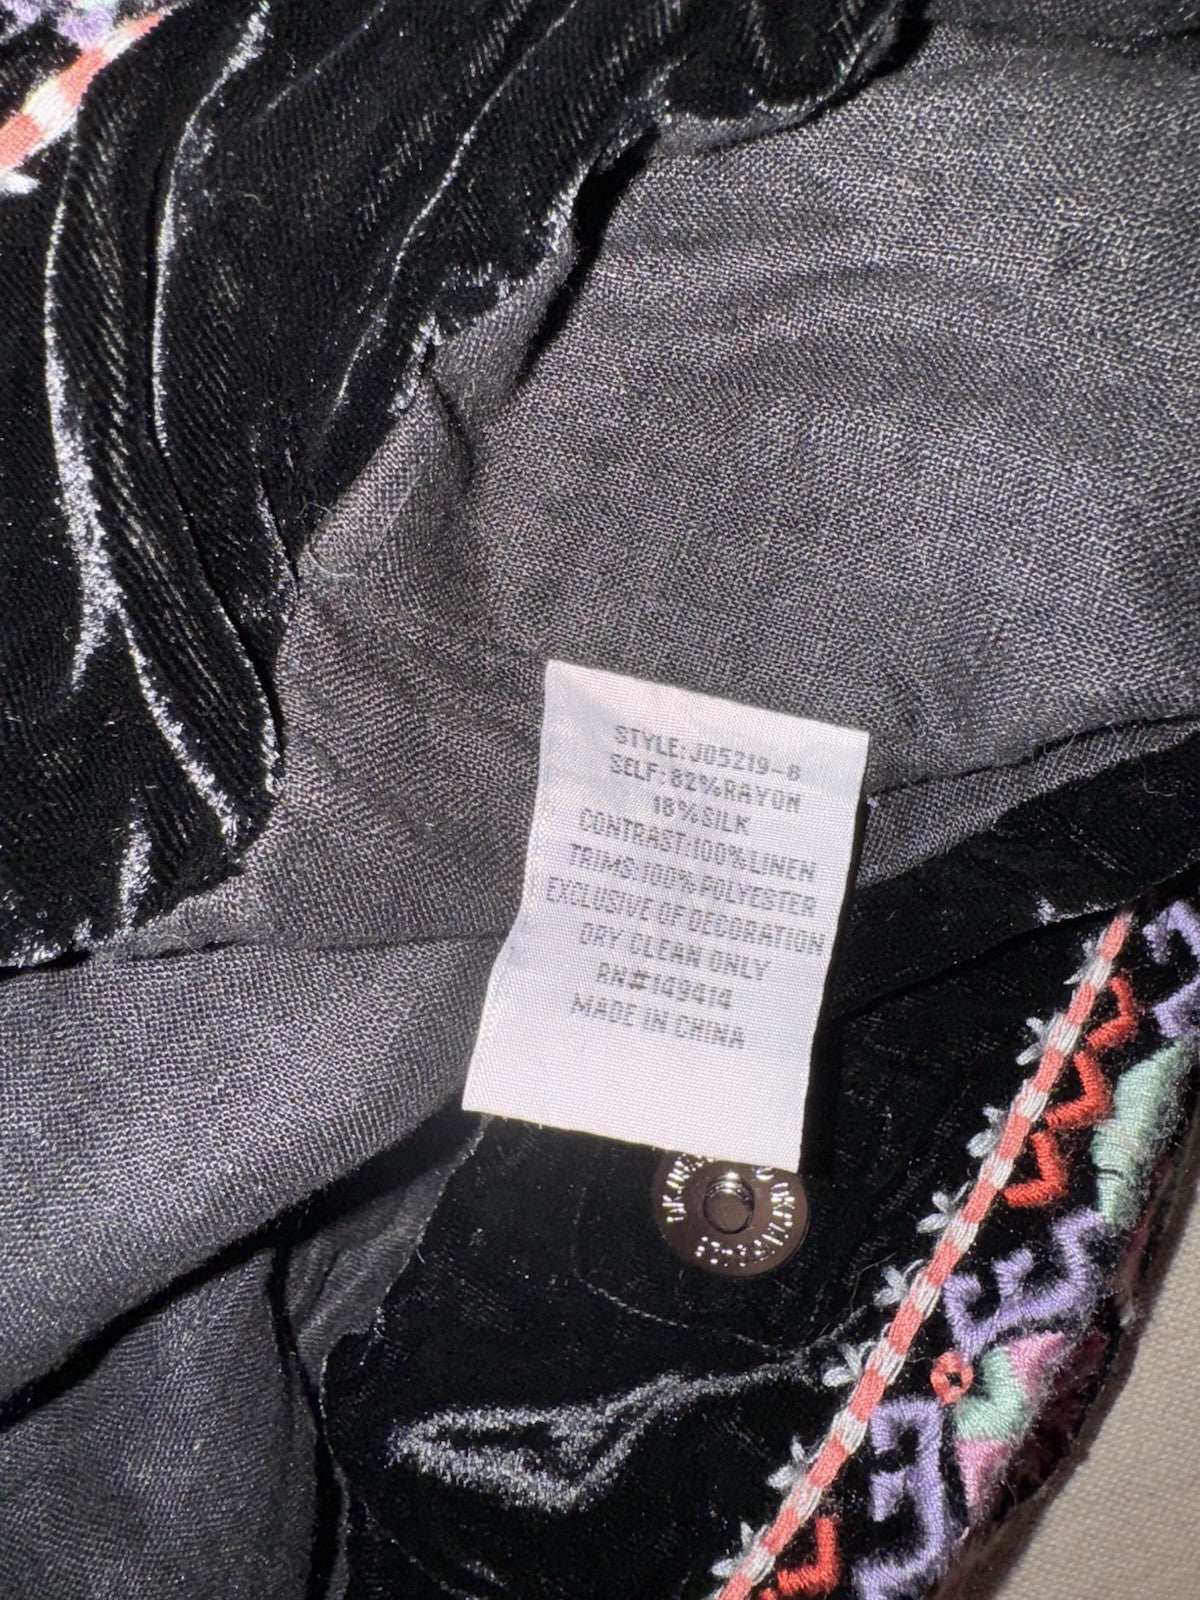 STYLE:J05219-8
SELF:82%RAYON
18%SILK
CONTRAST:100%LINEN
TRIMS:100%POLYESTER
EXCLUSIVE OF DECORATION
DRY CLEAN ONLY
RN#149414
MADE IN CHINA